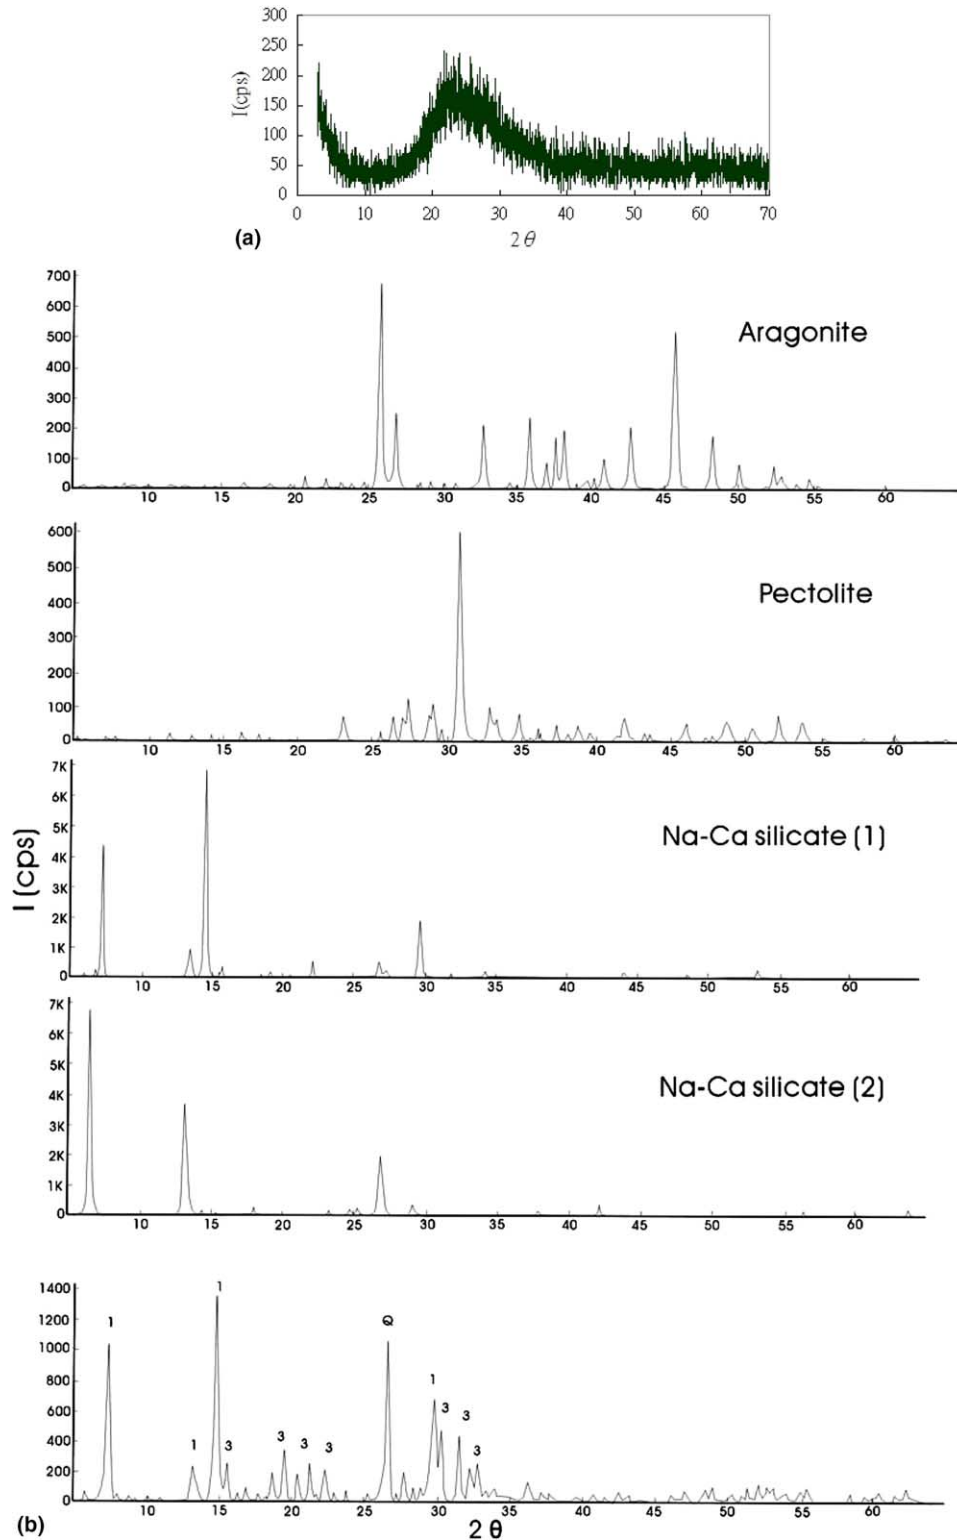 300
250
200
150
100
50
0
I(cps)
0 10 20 30 40 50 60 70
2θ
(a)
700
600
500
400
300
200
100
0
Aragonite
10 15 20 25 30 35 40 45 50 55 60
600
500
400
300
200
100
0
Pectolite
10 15 20 25 30 35 40 45 50 55 60
I (cps)
7K
6K
5K
4K
3K
2K
1K
0
Na-Ca silicate (1)
10 15 20 25 30 35 40 45 50 55 60
7K
6K
5K
4K
3K
2K
1K
0
Na-Ca silicate (2)
10 15 20 25 30 35 40 45 50 55 60
1400
1200
1000
800
600
400
200
0
1 1 1 3 3 3 3 Q 1 3 3 3
10 15 20 25 30 35 40 45 50 55 60
2 θ
(b)